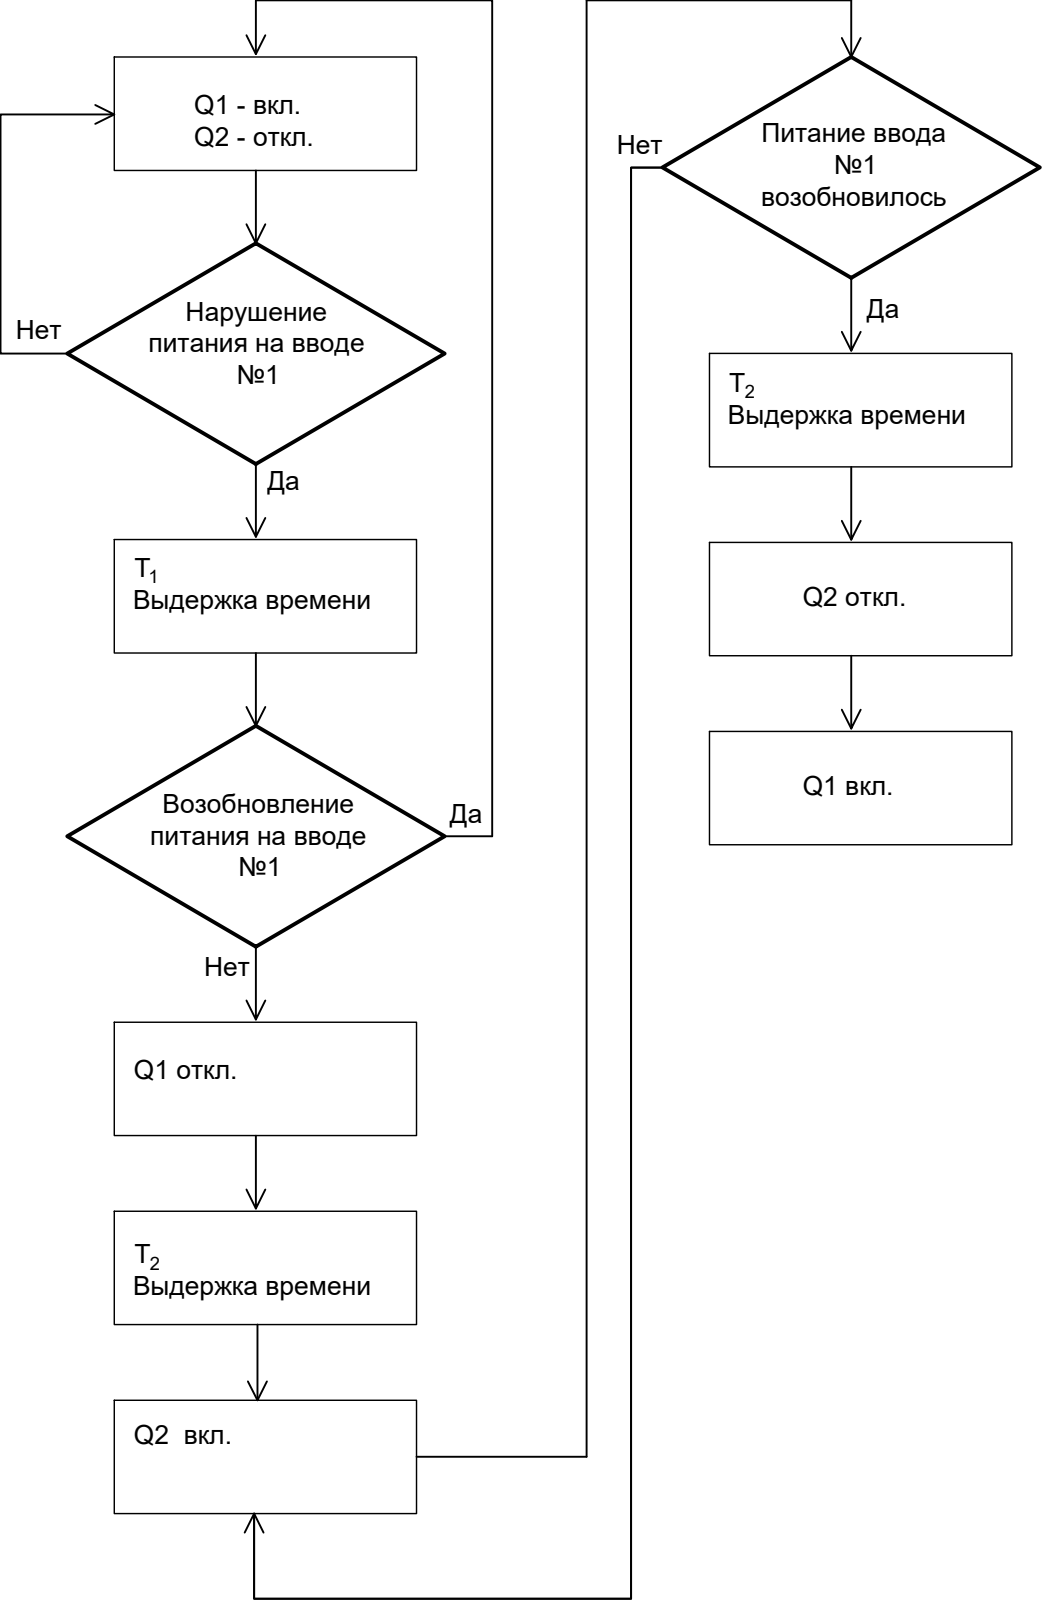 Q1 - вкл.
Q2 - откл.
Нет
Нарушение
питания на вводе
№1
Да
T1
Выдержка времени
Возобновление
питания на вводе
№1
Да
Нет
Q1 откл.
T2
Выдержка времени
Q2 вкл.
Нет
Питание ввода
№1
возобновилось
Да
T2
Выдержка времени
Q2 откл.
Q1 вкл.